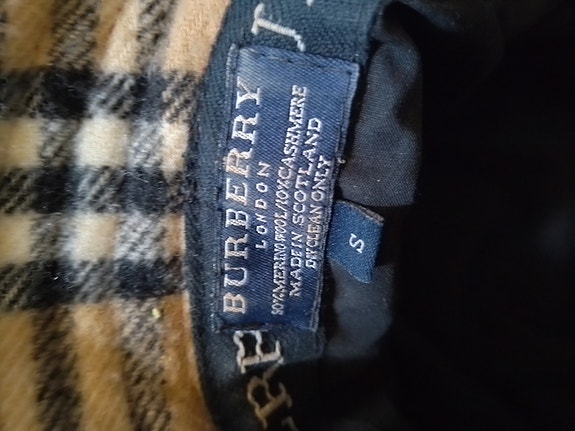 BURBERRY
LONDON
90%MERINO WOOL/10%CASHMERE
MADE IN SCOTLAND
DRY CLEAN ONLY
S